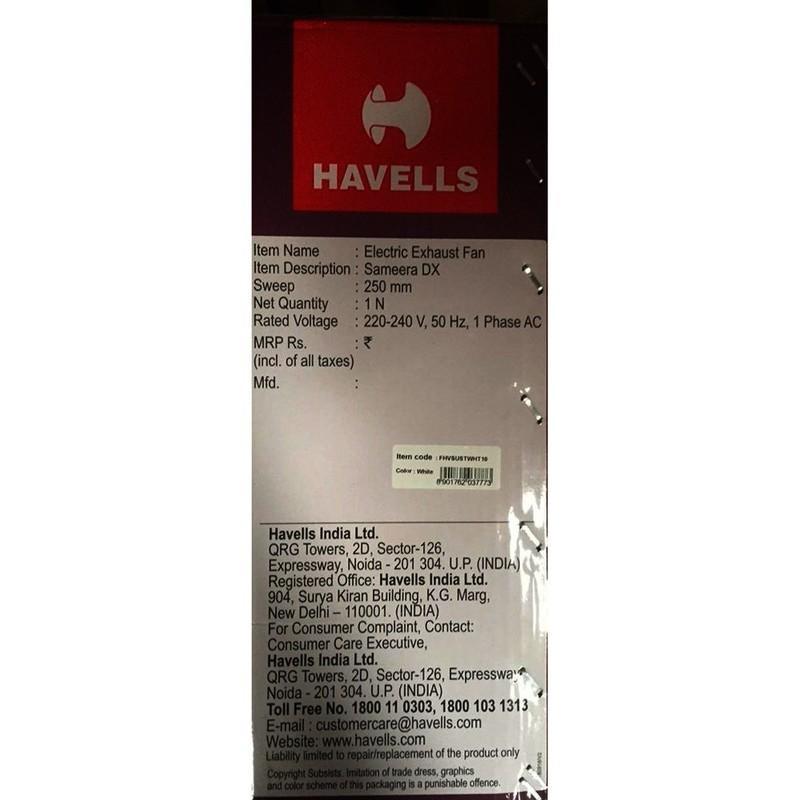 HAVELLS
Item Name : Electric Exhaust Fan
Item Description : Sameera DX
Sweep : 250 mm
Net Quantity : 1 N
Rated Voltage : 220-240 V, 50 Hz, 1 Phase AC
MRP Rs. : ₹
(incl. of all taxes)
Mfd. :
Item code : FHVSUSTWHT10
Color : White
8901762037773
Havells India Ltd.
QRG Towers, 2D, Sector-126,
Expressway, Noida - 201 304. U.P. (INDIA)
Registered Office: Havells India Ltd.
904, Surya Kiran Building, K.G. Marg,
New Delhi – 110001. (INDIA)
For Consumer Complaint, Contact:
Consumer Care Executive,
Havells India Ltd.
QRG Towers, 2D, Sector-126, Expressway
Noida - 201 304. U.P. (INDIA)
Toll Free No. 1800 11 0303, 1800 103 1313
E-mail : customercare@havells.com
Website: www.havells.com
Liability limited to repair/replacement of the product only
Copyright Subsists. Imitation of trade dress, graphics
and color scheme of this packaging is a punishable offence.